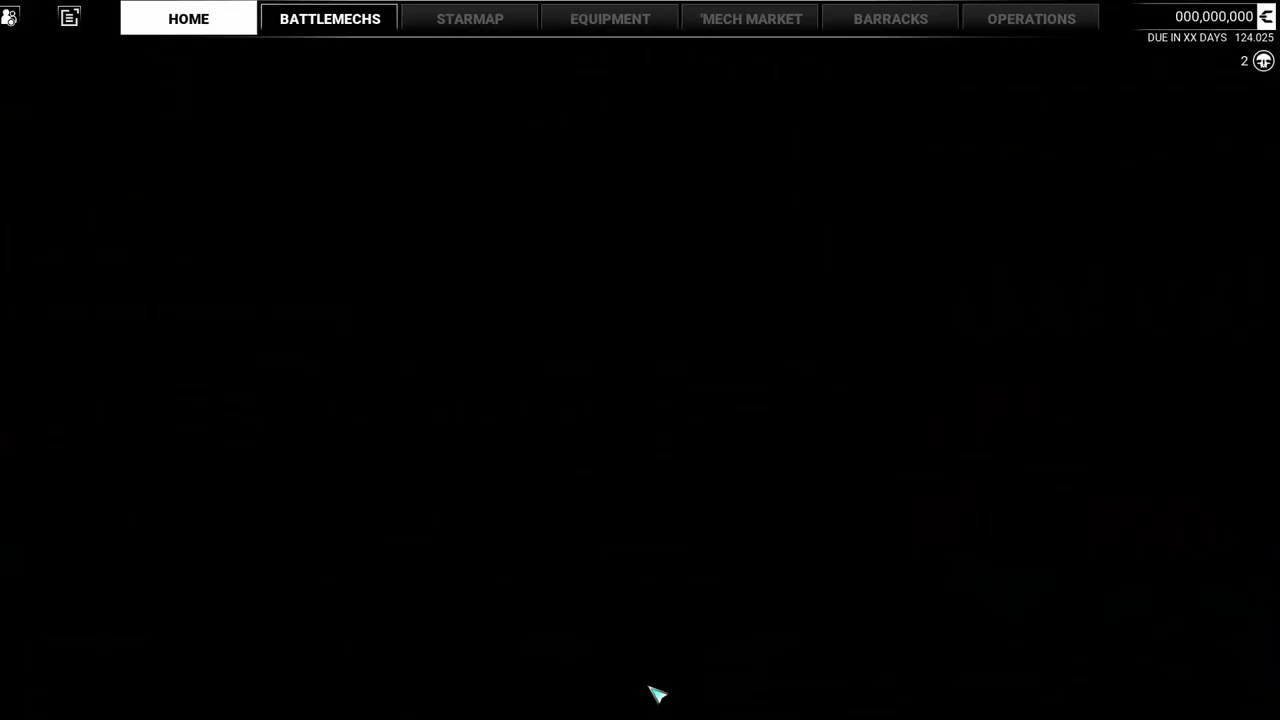 HOME
BATTLEMECHS
STARMAP
EQUIPMENT
'MECH MARKET
BARRACKS
OPERATIONS
000,000,000
DUE IN XX DAYS 124.025
2